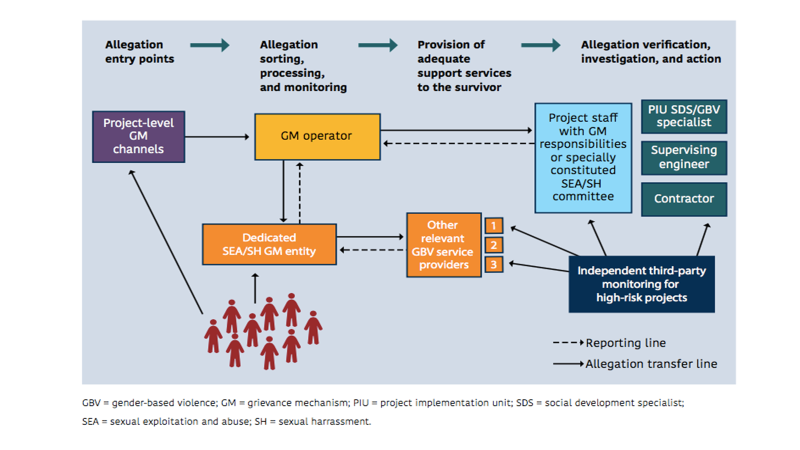 Allegation
entry points
Allegation
sorting,
processing,
and monitoring
Provision of
adequate
support services
to the survivor
Allegation verification,
investigation, and action
Project-level
GM
channels
GM operator
Project staff
with GM
responsibilities
or specially
constituted
SEA/SH
committee
PIU SDS/GBV
specialist
Supervising
engineer
Contractor
Dedicated
SEA/SH GM entity
Other
relevant
GBV service
providers
1
2
3
Independent third-party
monitoring for
high-risk projects
Reporting line
Allegation transfer line
GBV = gender-based violence; GM = grievance mechanism; PIU = project implementation unit; SDS = social development specialist;
SEA = sexual exploitation and abuse; SH = sexual harrassment.